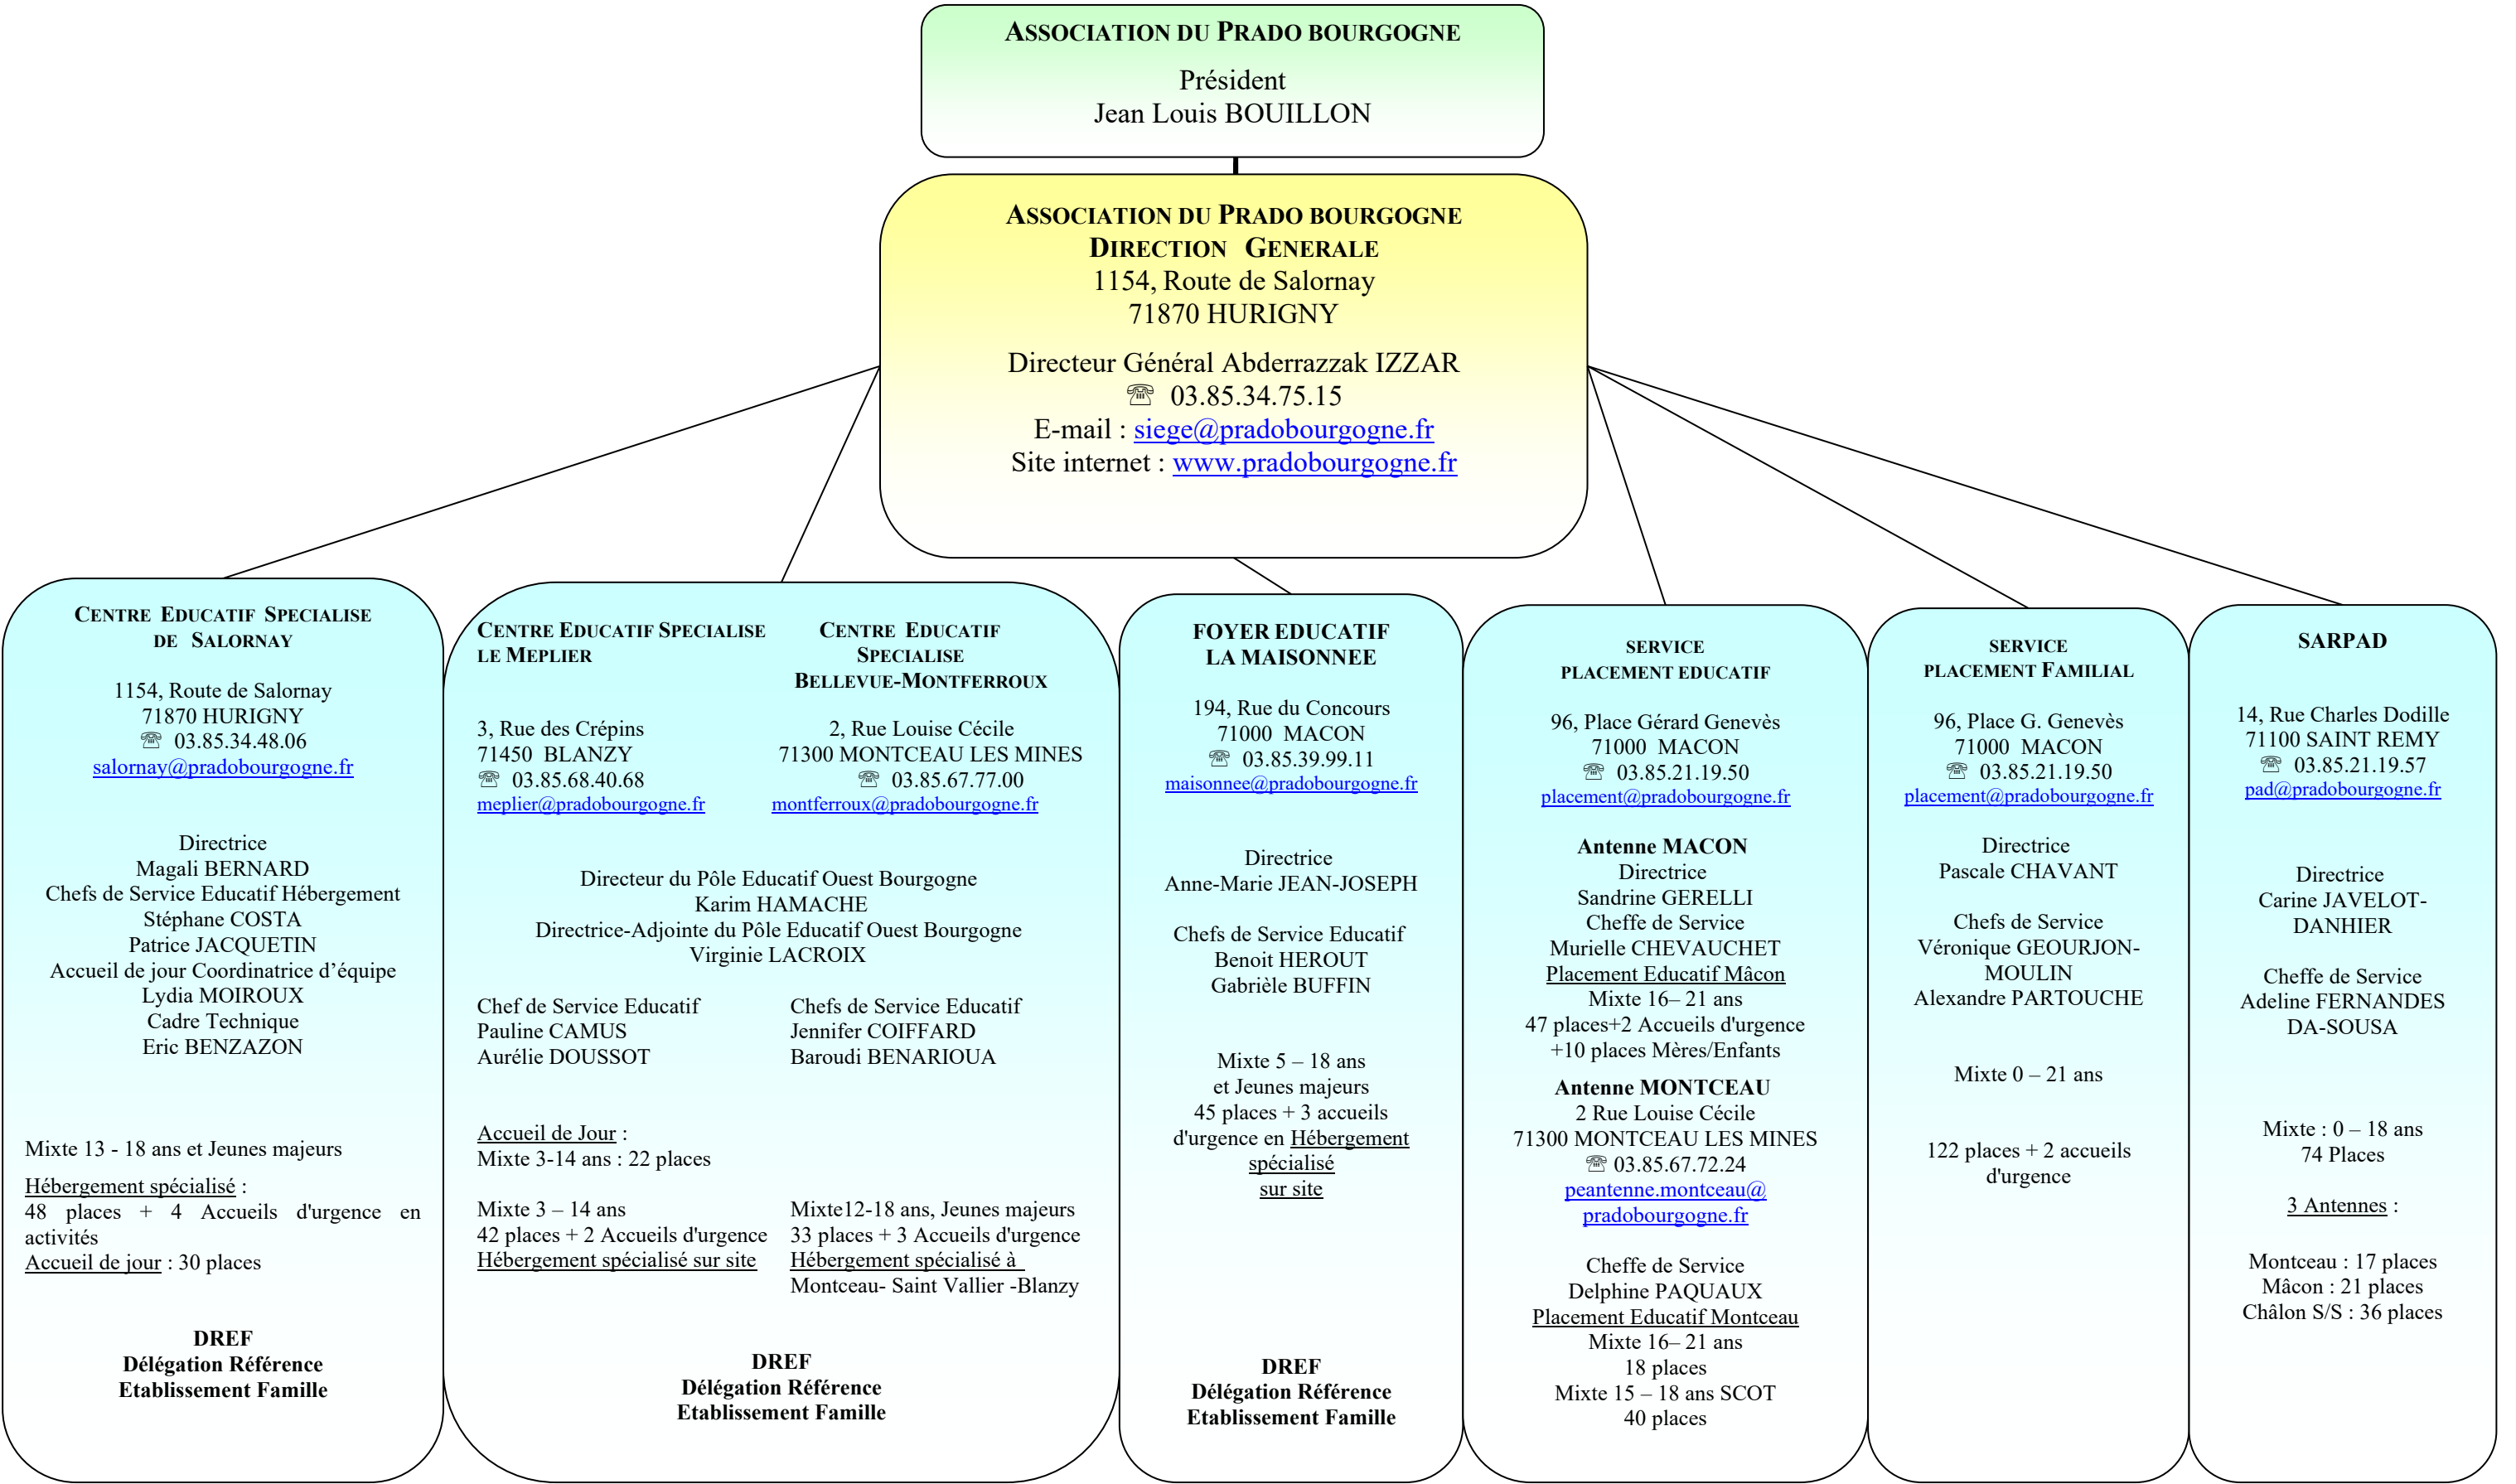 ASSOCIATION DU PRADO BOURGOGNE
Président
Jean Louis BOUILLON
ASSOCIATION DU PRADO BOURGOGNE
DIRECTION GENERALE
1154, Route de Salornay
71870 HURIGNY
Directeur Général Abderrazzak IZZAR
☏ 03.85.34.75.15
E-mail : siege@pradobourgogne.fr
Site internet : www.pradobourgogne.fr
CENTRE EDUCATIF SPECIALISE
DE SALORNAY
1154, Route de Salornay
71870 HURIGNY
☏ 03.85.34.48.06
salornay@pradobourgogne.fr
Directrice
Magali BERNARD
Chefs de Service Educatif Hébergement
Stéphane COSTA
Patrice JACQUETIN
Accueil de jour Coordinatrice d’équipe
Lydia MOIROUX
Cadre Technique
Eric BENZAZON
Mixte 13 - 18 ans et Jeunes majeurs
Hébergement spécialisé :
48 places + 4 Accueils d'urgence en
activités
Accueil de jour : 30 places
DREF
Délégation Référence
Etablissement Famille
CENTRE EDUCATIF SPECIALISE
LE MEPLIER
3, Rue des Crépins
71450 BLANZY
☏ 03.85.68.40.68
meplier@pradobourgogne.fr
CENTRE EDUCATIF
SPECIALISE
BELLEVUE-MONTFERROUX
2, Rue Louise Cécile
71300 MONTCEAU LES MINES
☏ 03.85.67.77.00
montferroux@pradobourgogne.fr
Directeur du Pôle Educatif Ouest Bourgogne
Karim HAMACHE
Directrice-Adjointe du Pôle Educatif Ouest Bourgogne
Virginie LACROIX
Chef de Service Educatif
Pauline CAMUS
Aurélie DOUSSOT
Chefs de Service Educatif
Jennifer COIFFARD
Baroudi BENARIOUA
Accueil de Jour :
Mixte 3-14 ans : 22 places
Mixte 3 – 14 ans
42 places + 2 Accueils d'urgence
Hébergement spécialisé sur site
Mixte12-18 ans, Jeunes majeurs
33 places + 3 Accueils d'urgence
Hébergement spécialisé à
Montceau- Saint Vallier -Blanzy
DREF
Délégation Référence
Etablissement Famille
FOYER EDUCATIF
LA MAISONNEE
194, Rue du Concours
71000 MACON
☏ 03.85.39.99.11
maisonnee@pradobourgogne.fr
Directrice
Anne-Marie JEAN-JOSEPH
Chefs de Service Educatif
Benoit HEROUT
Gabrièle BUFFIN
Mixte 5 – 18 ans
et Jeunes majeurs
45 places + 3 accueils
d'urgence en Hébergement
spécialisé
sur site
DREF
Délégation Référence
Etablissement Famille
SERVICE
PLACEMENT EDUCATIF
96, Place Gérard Genevès
71000 MACON
☏ 03.85.21.19.50
placement@pradobourgogne.fr
Antenne MACON
Directrice
Sandrine GERELLI
Cheffe de Service
Murielle CHEVAUCHET
Placement Educatif Mâcon
Mixte 16– 21 ans
47 places+2 Accueils d'urgence
+10 places Mères/Enfants
Antenne MONTCEAU
2 Rue Louise Cécile
71300 MONTCEAU LES MINES
☏ 03.85.67.72.24
peantenne.montceau@
pradobourgogne.fr
Cheffe de Service
Delphine PAQUAUX
Placement Educatif Montceau
Mixte 16– 21 ans
18 places
Mixte 15 – 18 ans SCOT
40 places
SERVICE
PLACEMENT FAMILIAL
96, Place G. Genevès
71000 MACON
☏ 03.85.21.19.50
placement@pradobourgogne.fr
Directrice
Pascale CHAVANT
Chefs de Service
Véronique GEOURJON-
MOULIN
Alexandre PARTOUCHE
Mixte 0 – 21 ans
122 places + 2 accueils
d'urgence
SARPAD
14, Rue Charles Dodille
71100 SAINT REMY
☏ 03.85.21.19.57
pad@pradobourgogne.fr
Directrice
Carine JAVELOT-
DANHIER
Cheffe de Service
Adeline FERNANDES
DA-SOUSA
Mixte : 0 – 18 ans
74 Places
3 Antennes :
Montceau : 17 places
Mâcon : 21 places
Châlon S/S : 36 places